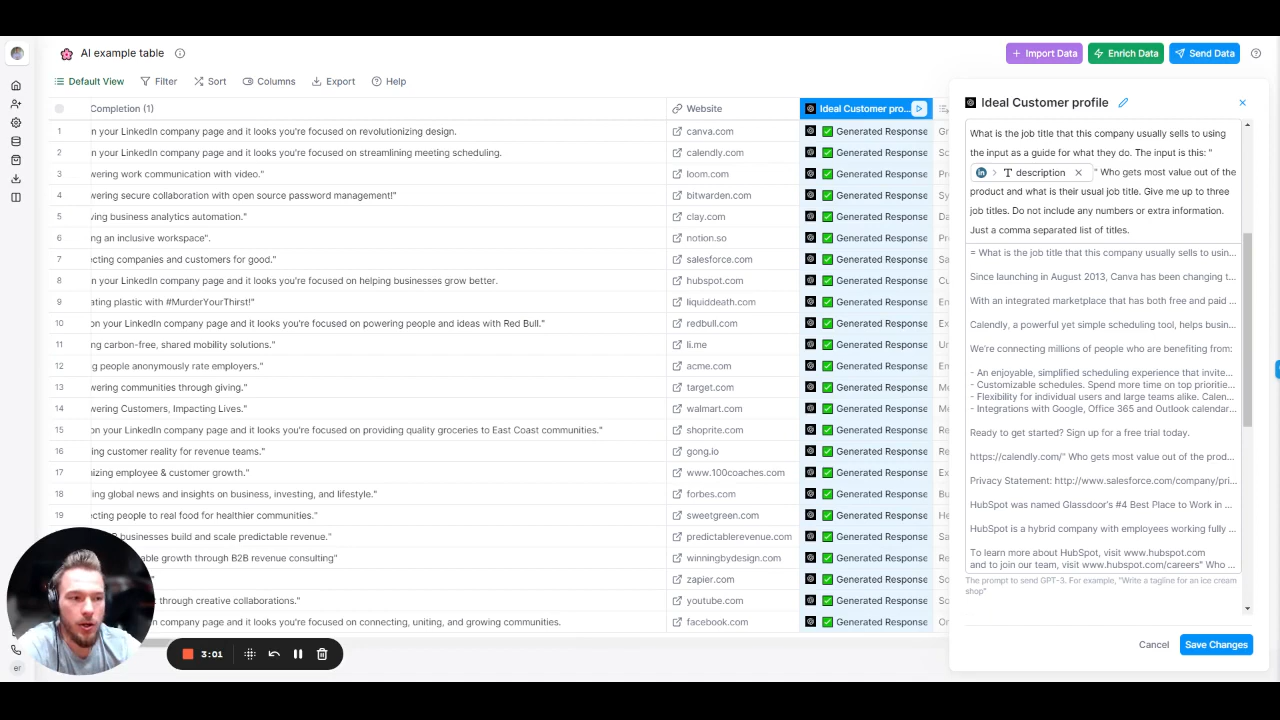 AI example table
Import Data
Enrich Data
Send Data
Default View
Filter
Sort
Columns
Export
Help
Completion (1)
Website
Ideal Customer pro...
1 n your LinkedIn company page and it looks you're focused on revolutionizing design." canva.com Generated Response
2 n your LinkedIn company page and it looks you're focused on streamlining meeting scheduling. calendly.com Generated Response
3 wering work communication with video." loom.com Generated Response
4 wering secure collaboration with open source password management!" bitwarden.com Generated Response
5 ving business analytics automation." clay.com Generated Response
6 ng an inclusive workspace". notion.so Generated Response
7 ecting companies and customers for good." salesforce.com Generated Response
8 n your LinkedIn company page and it looks you're focused on helping businesses grow better. hubspot.com Generated Response
9 ating plastic with #MurderYourThirst!" liquiddeath.com Generated Response
10 on your LinkedIn company page and it looks you're focused on powering people and ideas with Red Bull." redbull.com Generated Response
11 ng carbon-free, shared mobility solutions." li.me Generated Response
12 g people anonymously rate employers." acme.com Generated Response
13 wering communities through giving." target.com Generated Response
14 wering Customers, Impacting Lives." walmart.com Generated Response
15 on your LinkedIn company page and it looks you're focused on providing quality groceries to East Coast communities." shoprite.com Generated Response
16 ing customer reality for revenue teams." gong.io Generated Response
17 nizing employee & customer growth." www.100coaches.com Generated Response
18 ing global news and insights on business, investing, and lifestyle." forbes.com Generated Response
19 ecting people to real food for healthier communities." sweetgreen.com Generated Response
businesses build and scale predictable revenue." predictablerevenue.com Generated Response
able growth through B2B revenue consulting" winningbydesign.com Generated Response
zapier.com Generated Response
through creative collaborations." youtube.com Generated Response
n company page and it looks you're focused on connecting, uniting, and growing communities. facebook.com Generated Response
3:01
Ideal Customer profile
What is the job title that this company usually sells to using
the input as a guide for what they do. The input is this: "
description " Who gets most value out of the
product and what is their usual job title. Give me up to three
job titles. Do not include any numbers or extra information.
Just a comma separated list of titles.
= What is the job title that this company usually sells to usin...
Since launching in August 2013, Canva has been changing t...
With an integrated marketplace that has both free and paid ...
Calendly, a powerful yet simple scheduling tool, helps busin...
We're connecting millions of people who are benefiting from:
- An enjoyable, simplified scheduling experience that invite...
- Customizable schedules. Spend more time on top prioritie...
- Flexibility for individual users and large teams alike. Calen...
- Integrations with Google, Office 365 and Outlook calendar...
Ready to get started? Sign up for a free trial today.
https://calendly.com/" Who gets most value out of the prod...
Privacy Statement: http://www.salesforce.com/company/pri...
HubSpot was named Glassdoor's #4 Best Place to Work in ...
HubSpot is a hybrid company with employees working fully ...
To learn more about HubSpot, visit www.hubspot.com
and to join our team, visit www.hubspot.com/careers" Who ...
The prompt to send GPT-3. For example, "Write a tagline for an ice cream
shop"
Cancel
Save Changes